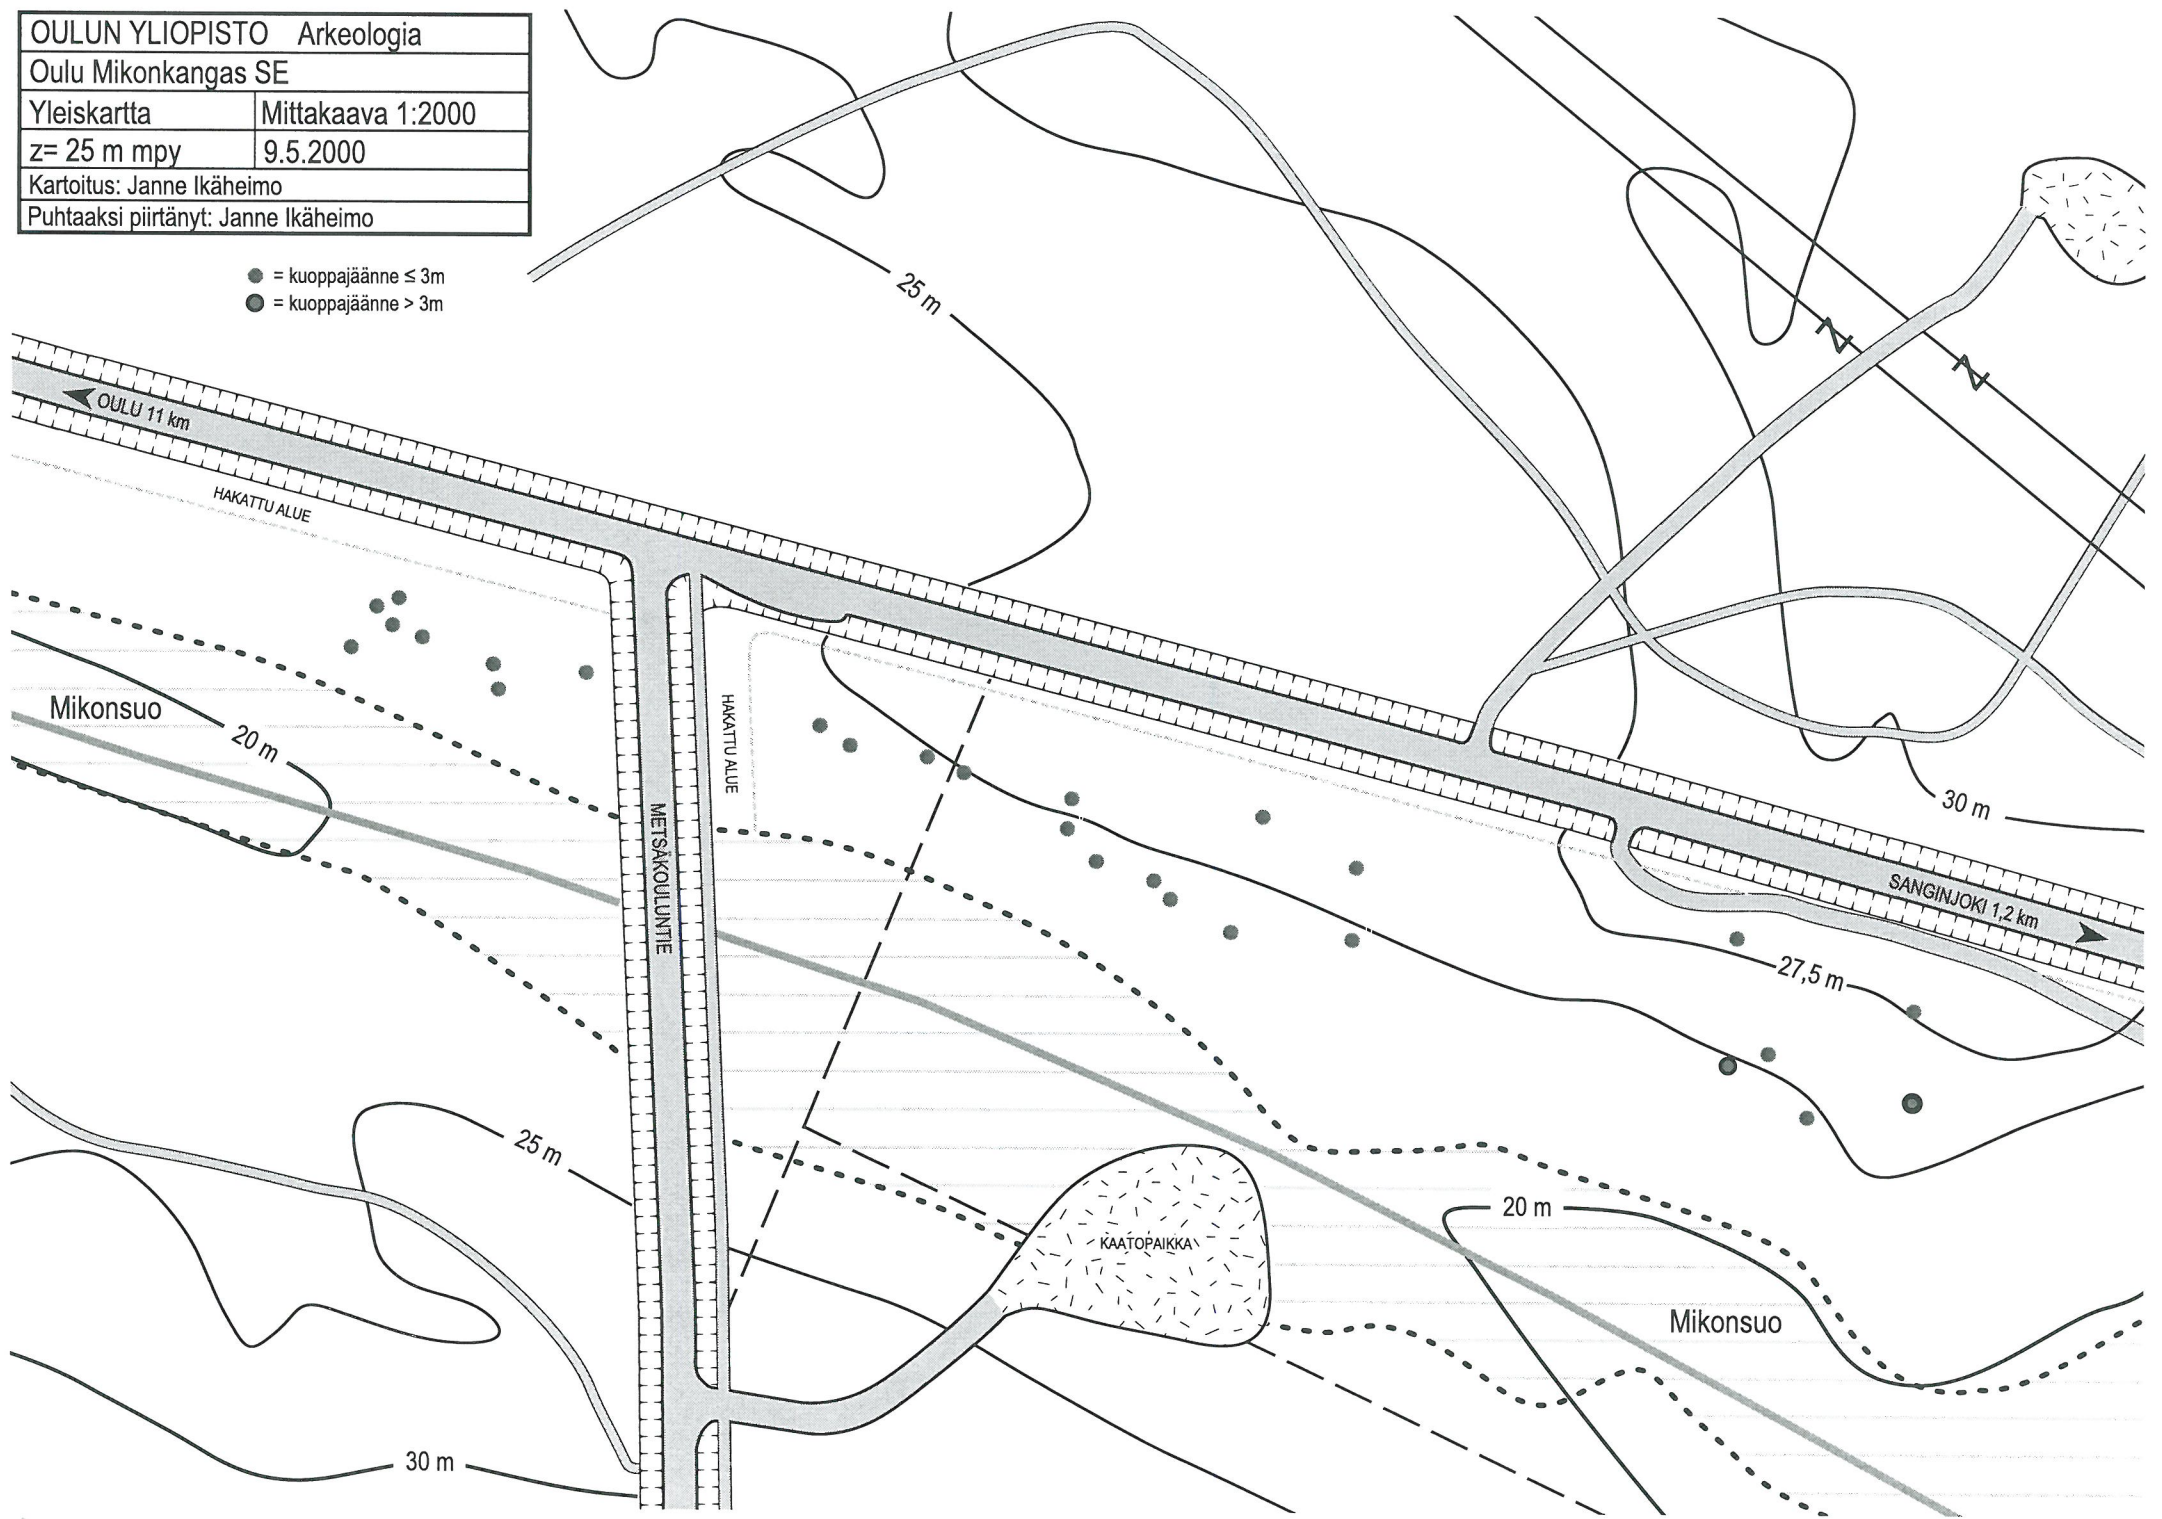 OULUN YLIOPISTO Arkeologia
Oulu Mikonkangas SE
Yleiskartta Mittakaava 1:2000
z= 25 m mpy 9.5.2000
Kartoitus: Janne Ikäheimo
Puhtaaksi piirtänyt: Janne Ikäheimo
= kuoppajäänne ≤ 3m
= kuoppajäänne > 3m
25 m
OULU 11 km
HAKATTU ALUE
Mikonsuo
20 m
HAKATTU ALUE
METSÄKOULUNTIE
30 m
SANGINJOKI 1,2 km
27,5 m
25 m
20 m
KAATOPAIKKA
Mikonsuo
30 m